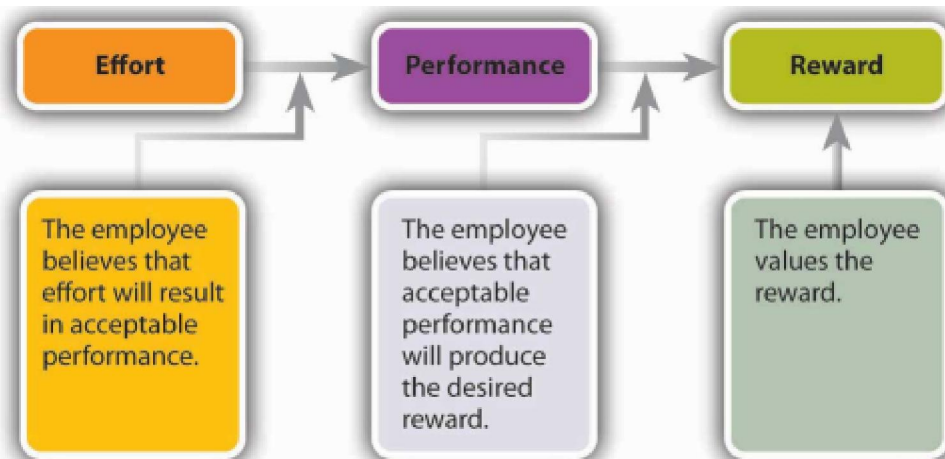 Effort
Performance
Reward
The employee
believes that
effort will result
in acceptable
performance.
The employee
believes that
acceptable
performance
will produce
the desired
reward.
The employee
values the
reward.